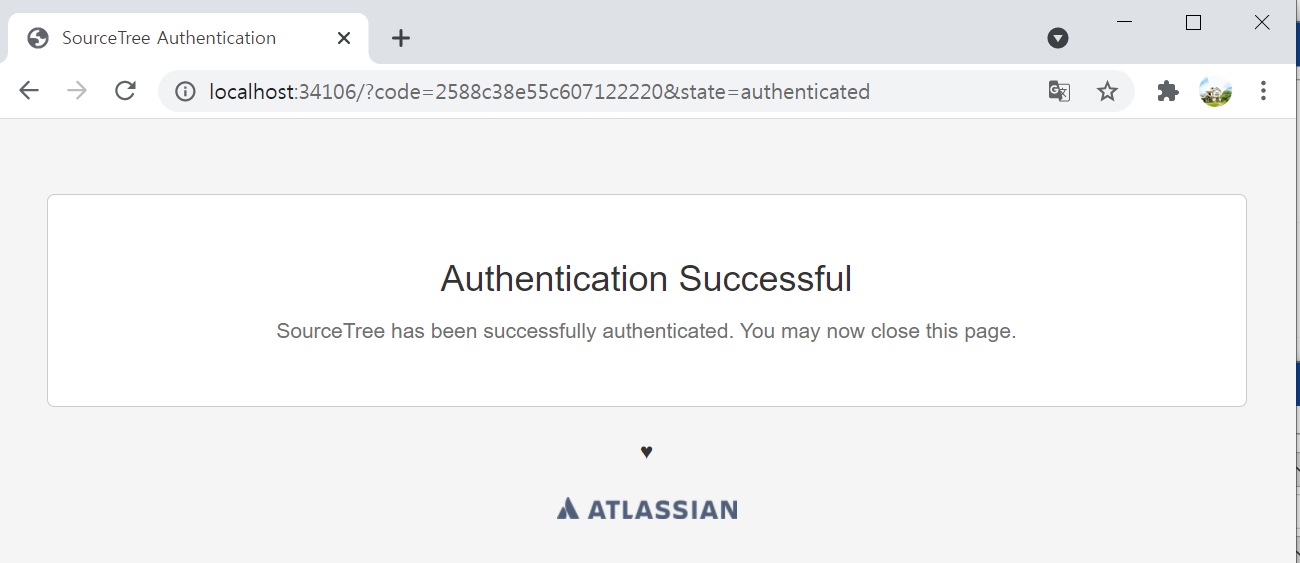 SourceTree Authentication
localhost:34106/?code=2588c38e55c607122220&state=authenticated
Authentication Successful
SourceTree has been successfully authenticated. You may now close this page.
♥
ATLASSIAN